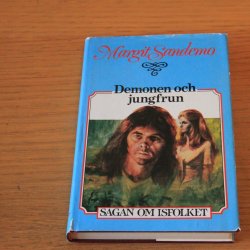 Margit Sandemo
Demonen och
jungfrun
SAGAN OM ISFOLKET